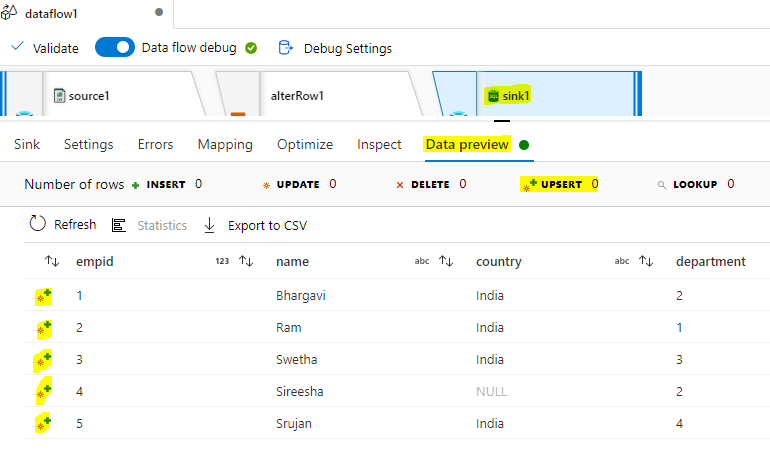 dataflow1
Validate Data flow debug Debug Settings
source1 alterRow1 sink1
Sink Settings Errors Mapping Optimize Inspect Data preview
Number of rows INSERT 0 UPDATE 0 DELETE 0 UPSERT 0 LOOKUP 0
Refresh Statistics Export to CSV
empid 123 name abc country abc department
1 Bhargavi India 2
2 Ram India 1
3 Swetha India 3
4 Sireesha NULL 2
5 Srujan India 4